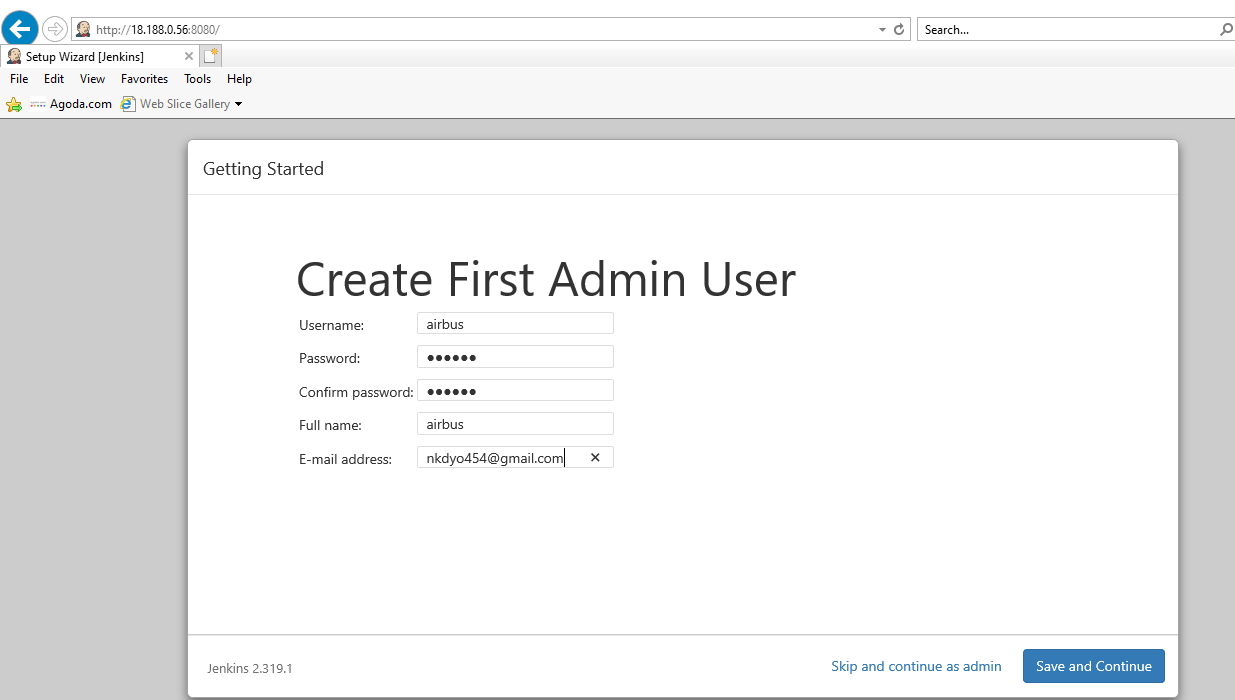 http://18.188.0.56:8080/
Search...
Setup Wizard [Jenkins]
File Edit View Favorites Tools Help
Agoda.com Web Slice Gallery
Getting Started
Create First Admin User
Username: airbus
Password: ••••••
Confirm password: ••••••
Full name: airbus
E-mail address: nkdyo454@gmail.com
Jenkins 2.319.1 Skip and continue as admin Save and Continue